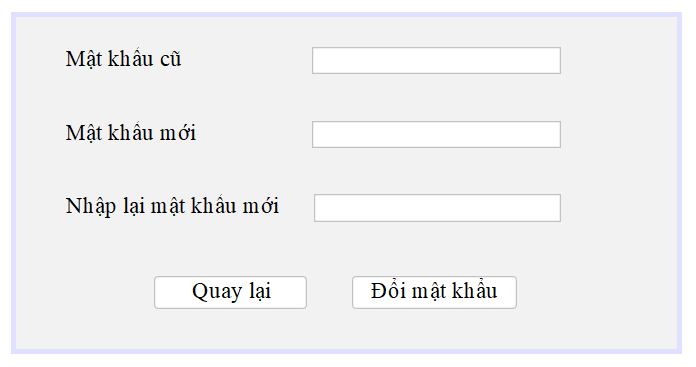 Mật khẩu cũ
Mật khẩu mới
Nhập lại mật khẩu mới
Quay lại
Đổi mật khẩu